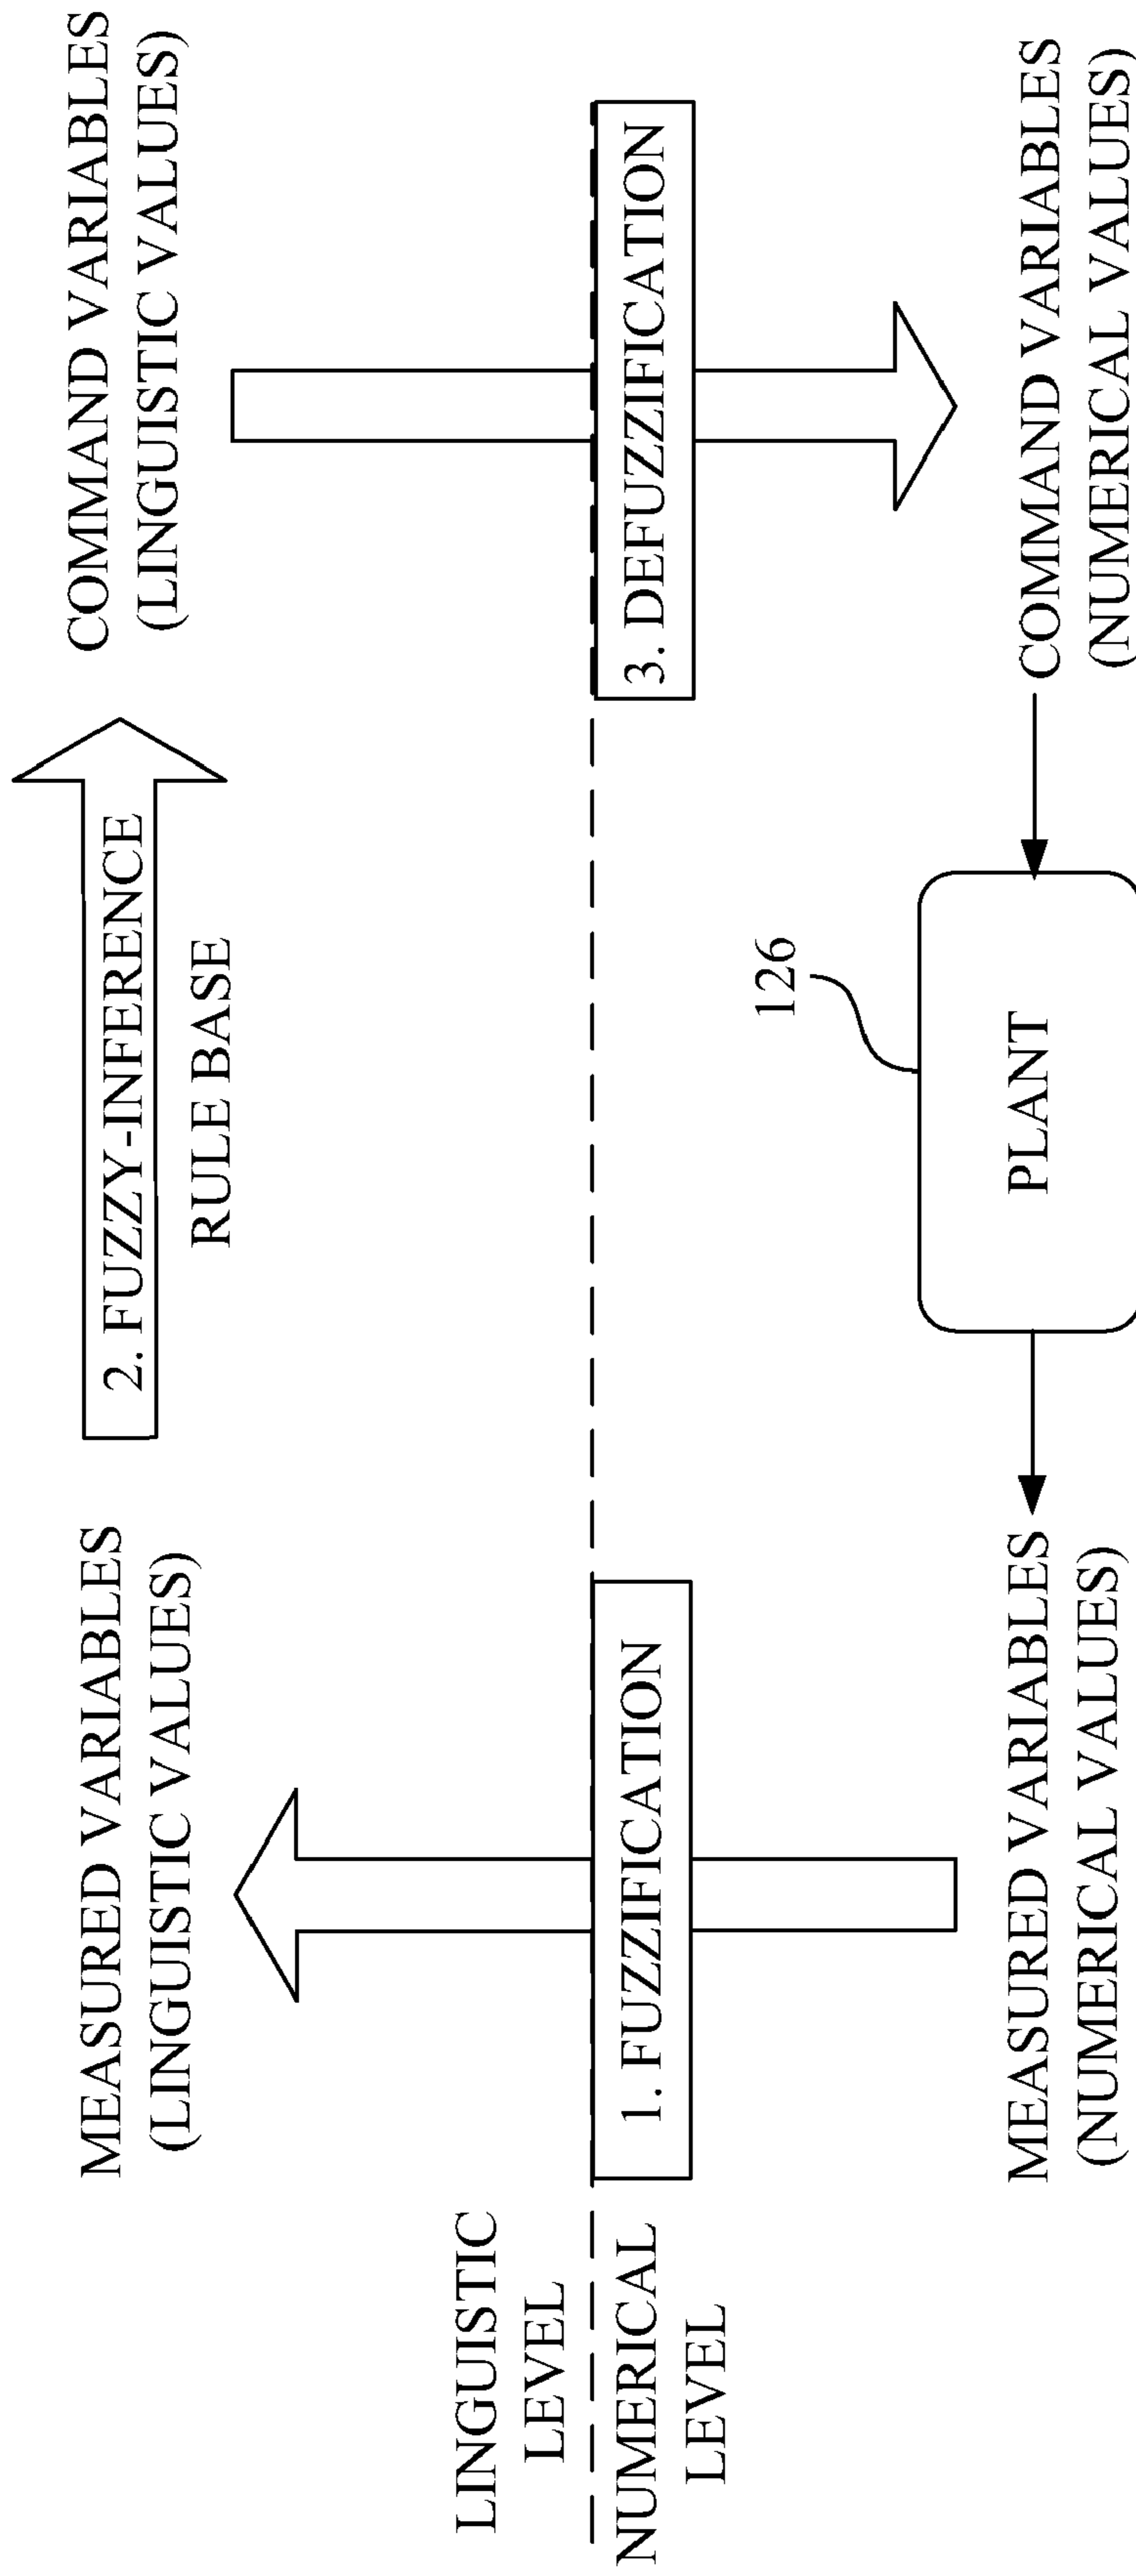 MEASURED VARIABLES
(LINGUISTIC VALUES)
2. FUZZY-INFERENCE
RULE BASE
COMMAND VARIABLES
(LINGUISTIC VALUES)
LINGUISTIC
LEVEL
NUMERICAL
LEVEL
1. FUZZIFICATION
3. DEFUZZIFICATION
126
MEASURED VARIABLES
(NUMERICAL VALUES)
PLANT
COMMAND VARIABLES
(NUMERICAL VALUES)